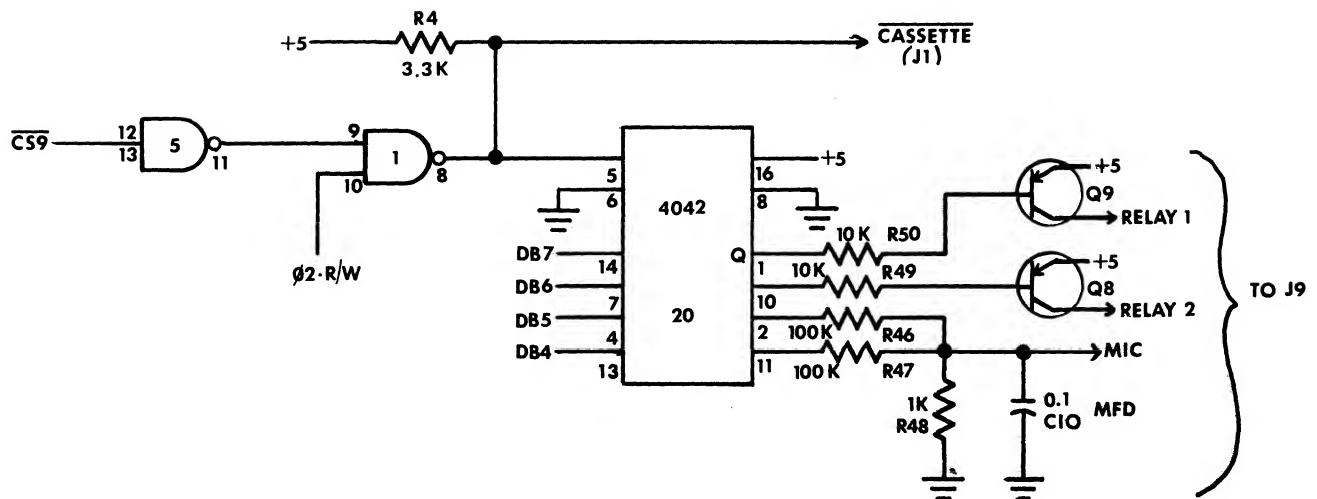 R4
+5
3.3K
CASSETTE
(J1)
CS9
12
13
5
11
9
10
1
8
Ø2·R/W
5
6
4042
20
16
8
+5
DB7
14
DB6
7
DB5
4
DB4
13
Q
1
10
2
11
10K R50
10K R49
100K R46
100K R47
+5
Q9
RELAY 1
+5
Q8
RELAY 2
MIC
1K
R48
0.1 MFD
C10
TO J9